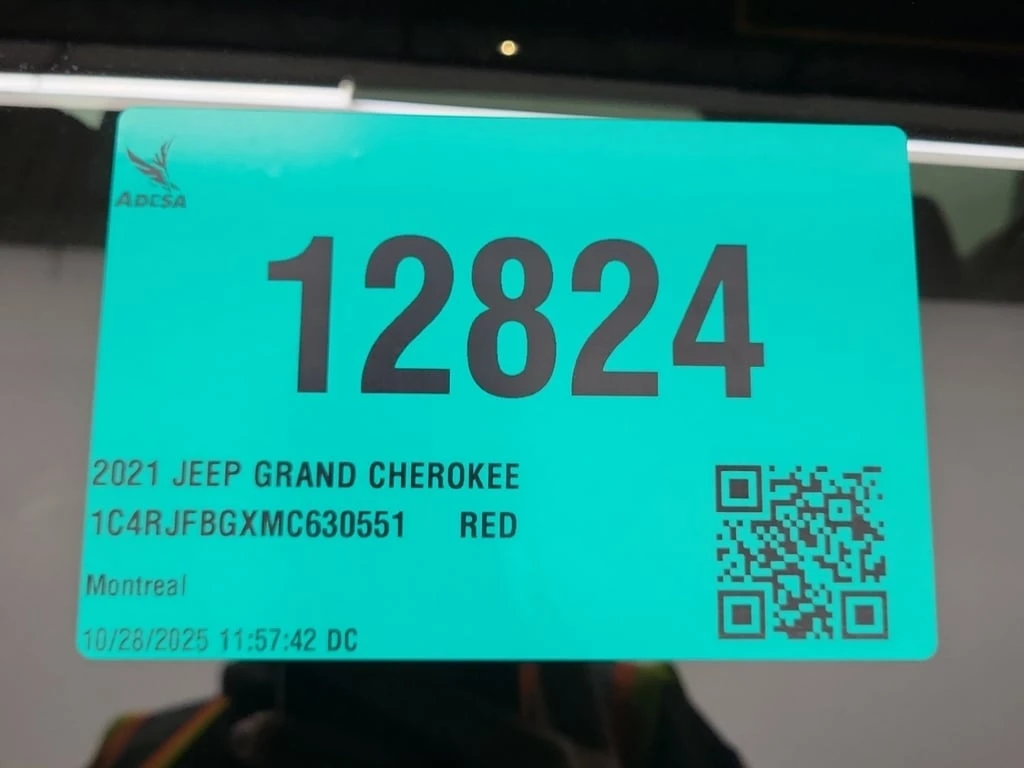 ADESA
12824
2021 JEEP GRAND CHEROKEE
1C4RJFBGXMC630551 RED
Montreal
10/28/2025 11:57:42 DC